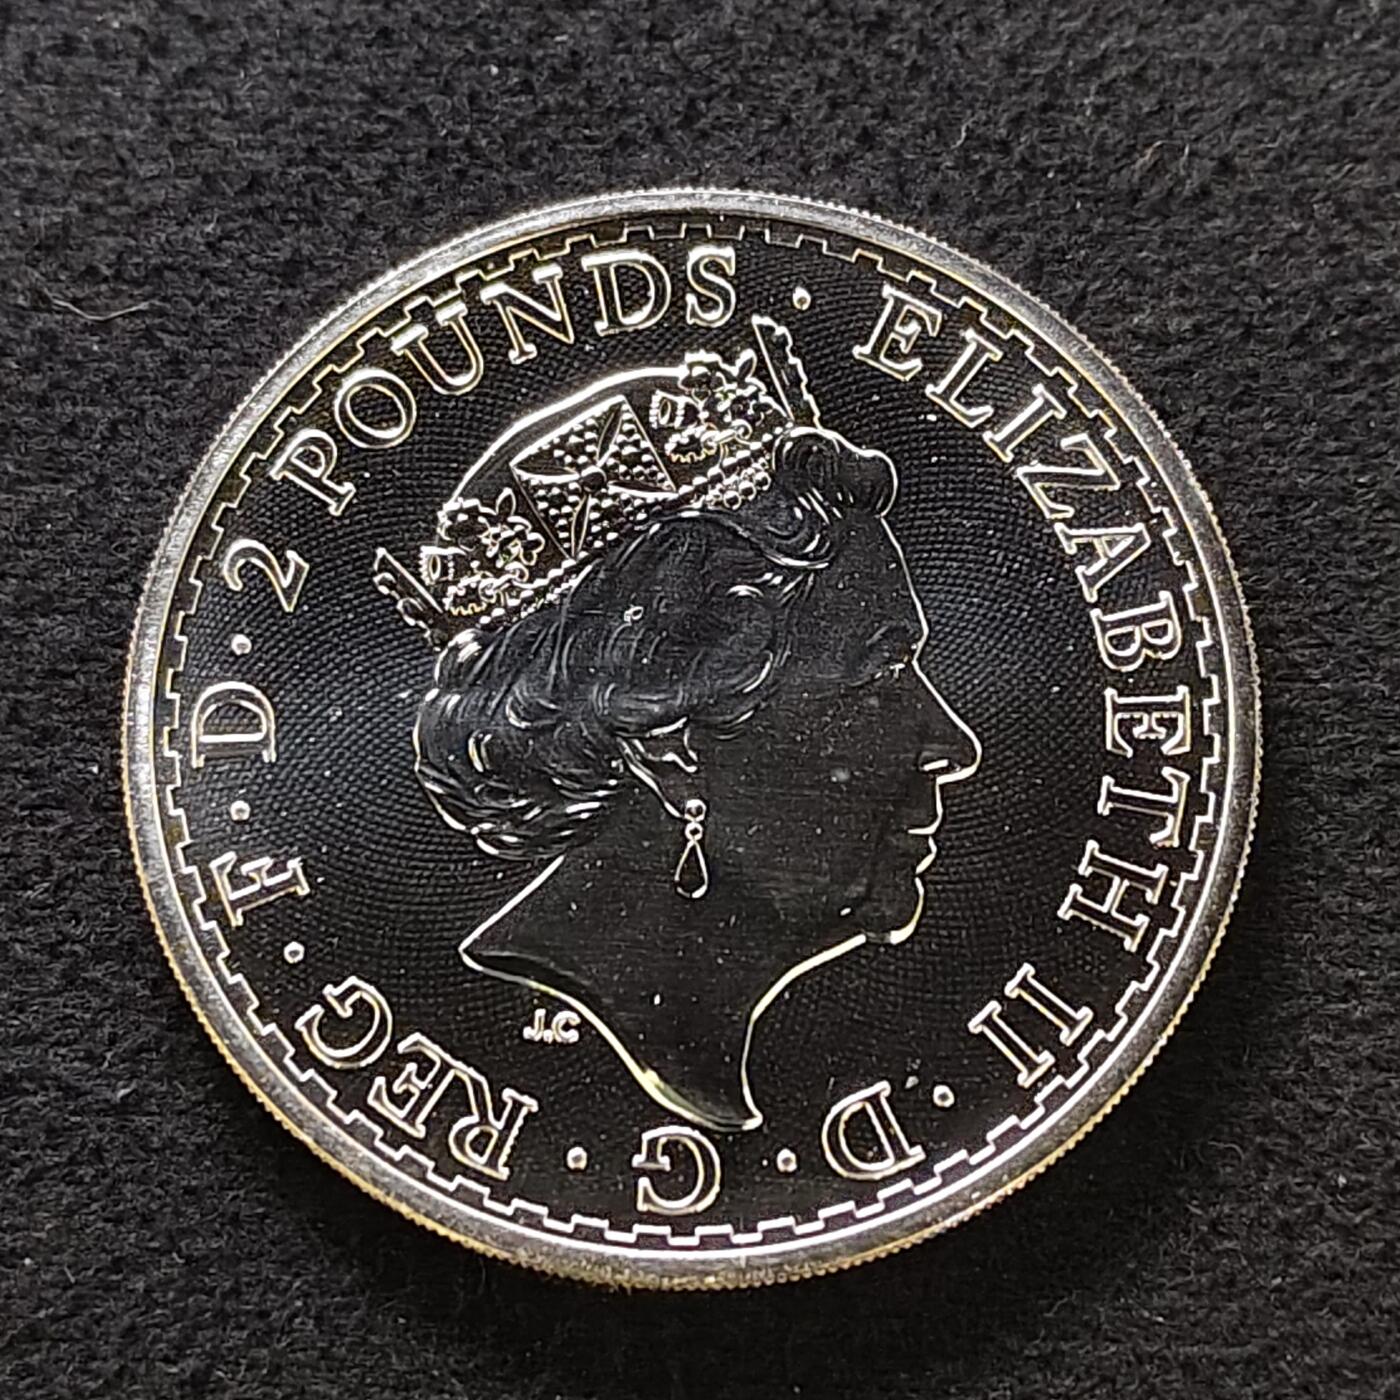 ELIZABETH II · D · G · REG · F · D · 2 POUNDS ·
J.C